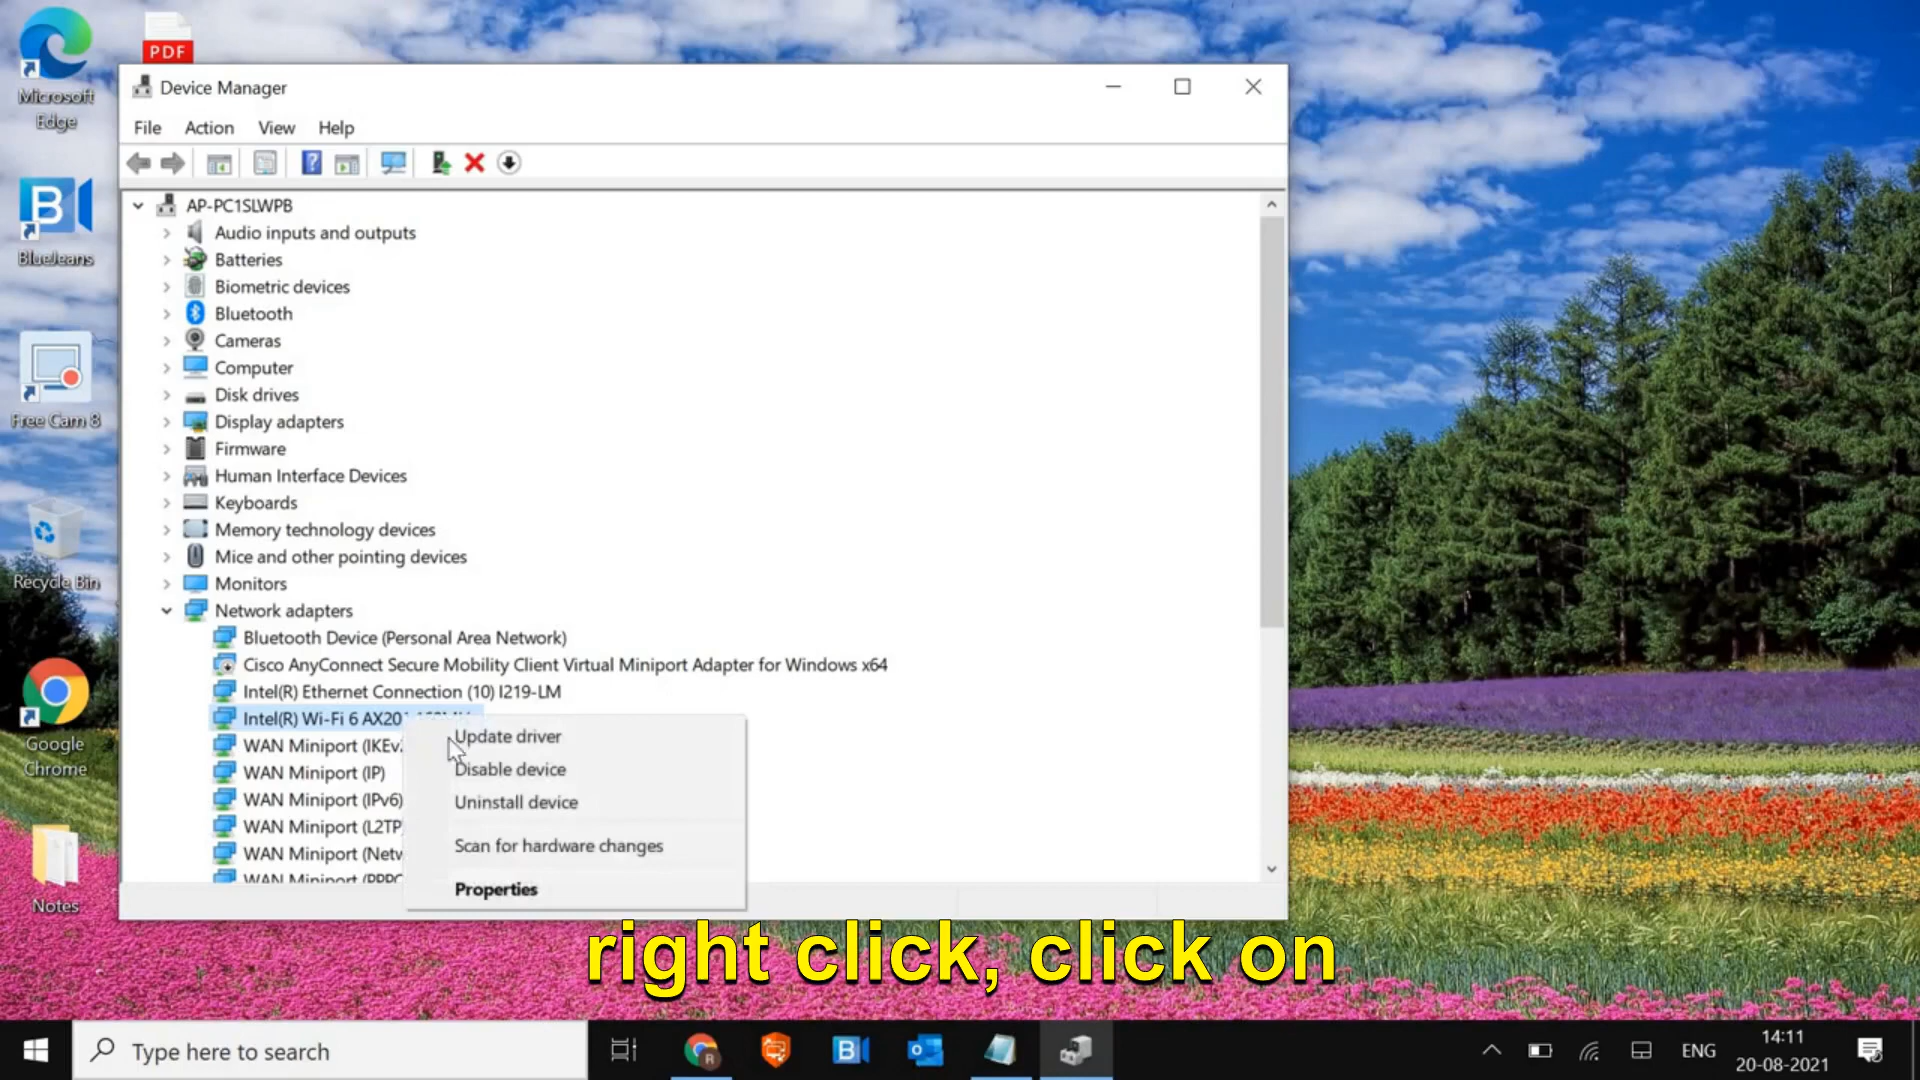 Microsoft Edge
PDF
BlueJeans
Free Cam 8
Recycle Bin
Google Chrome
Notes
Device Manager
File Action View Help
AP-PC1SLWPB
Audio inputs and outputs
Batteries
Biometric devices
Bluetooth
Cameras
Computer
Disk drives
Display adapters
Firmware
Human Interface Devices
Keyboards
Memory technology devices
Mice and other pointing devices
Monitors
Network adapters
Bluetooth Device (Personal Area Network)
Cisco AnyConnect Secure Mobility Client Virtual Miniport Adapter for Windows x64
Intel(R) Ethernet Connection (10) I219-LM
Intel(R) Wi-Fi 6 AX201
WAN Miniport (IKEv
WAN Miniport (IP)
WAN Miniport (IPv6)
WAN Miniport (L2TP
WAN Miniport (Netw
WAN Miniport (PPPO
Update driver
Disable device
Uninstall device
Scan for hardware changes
Properties
right click, click on
Type here to search
ENG
14:11
20-08-2021